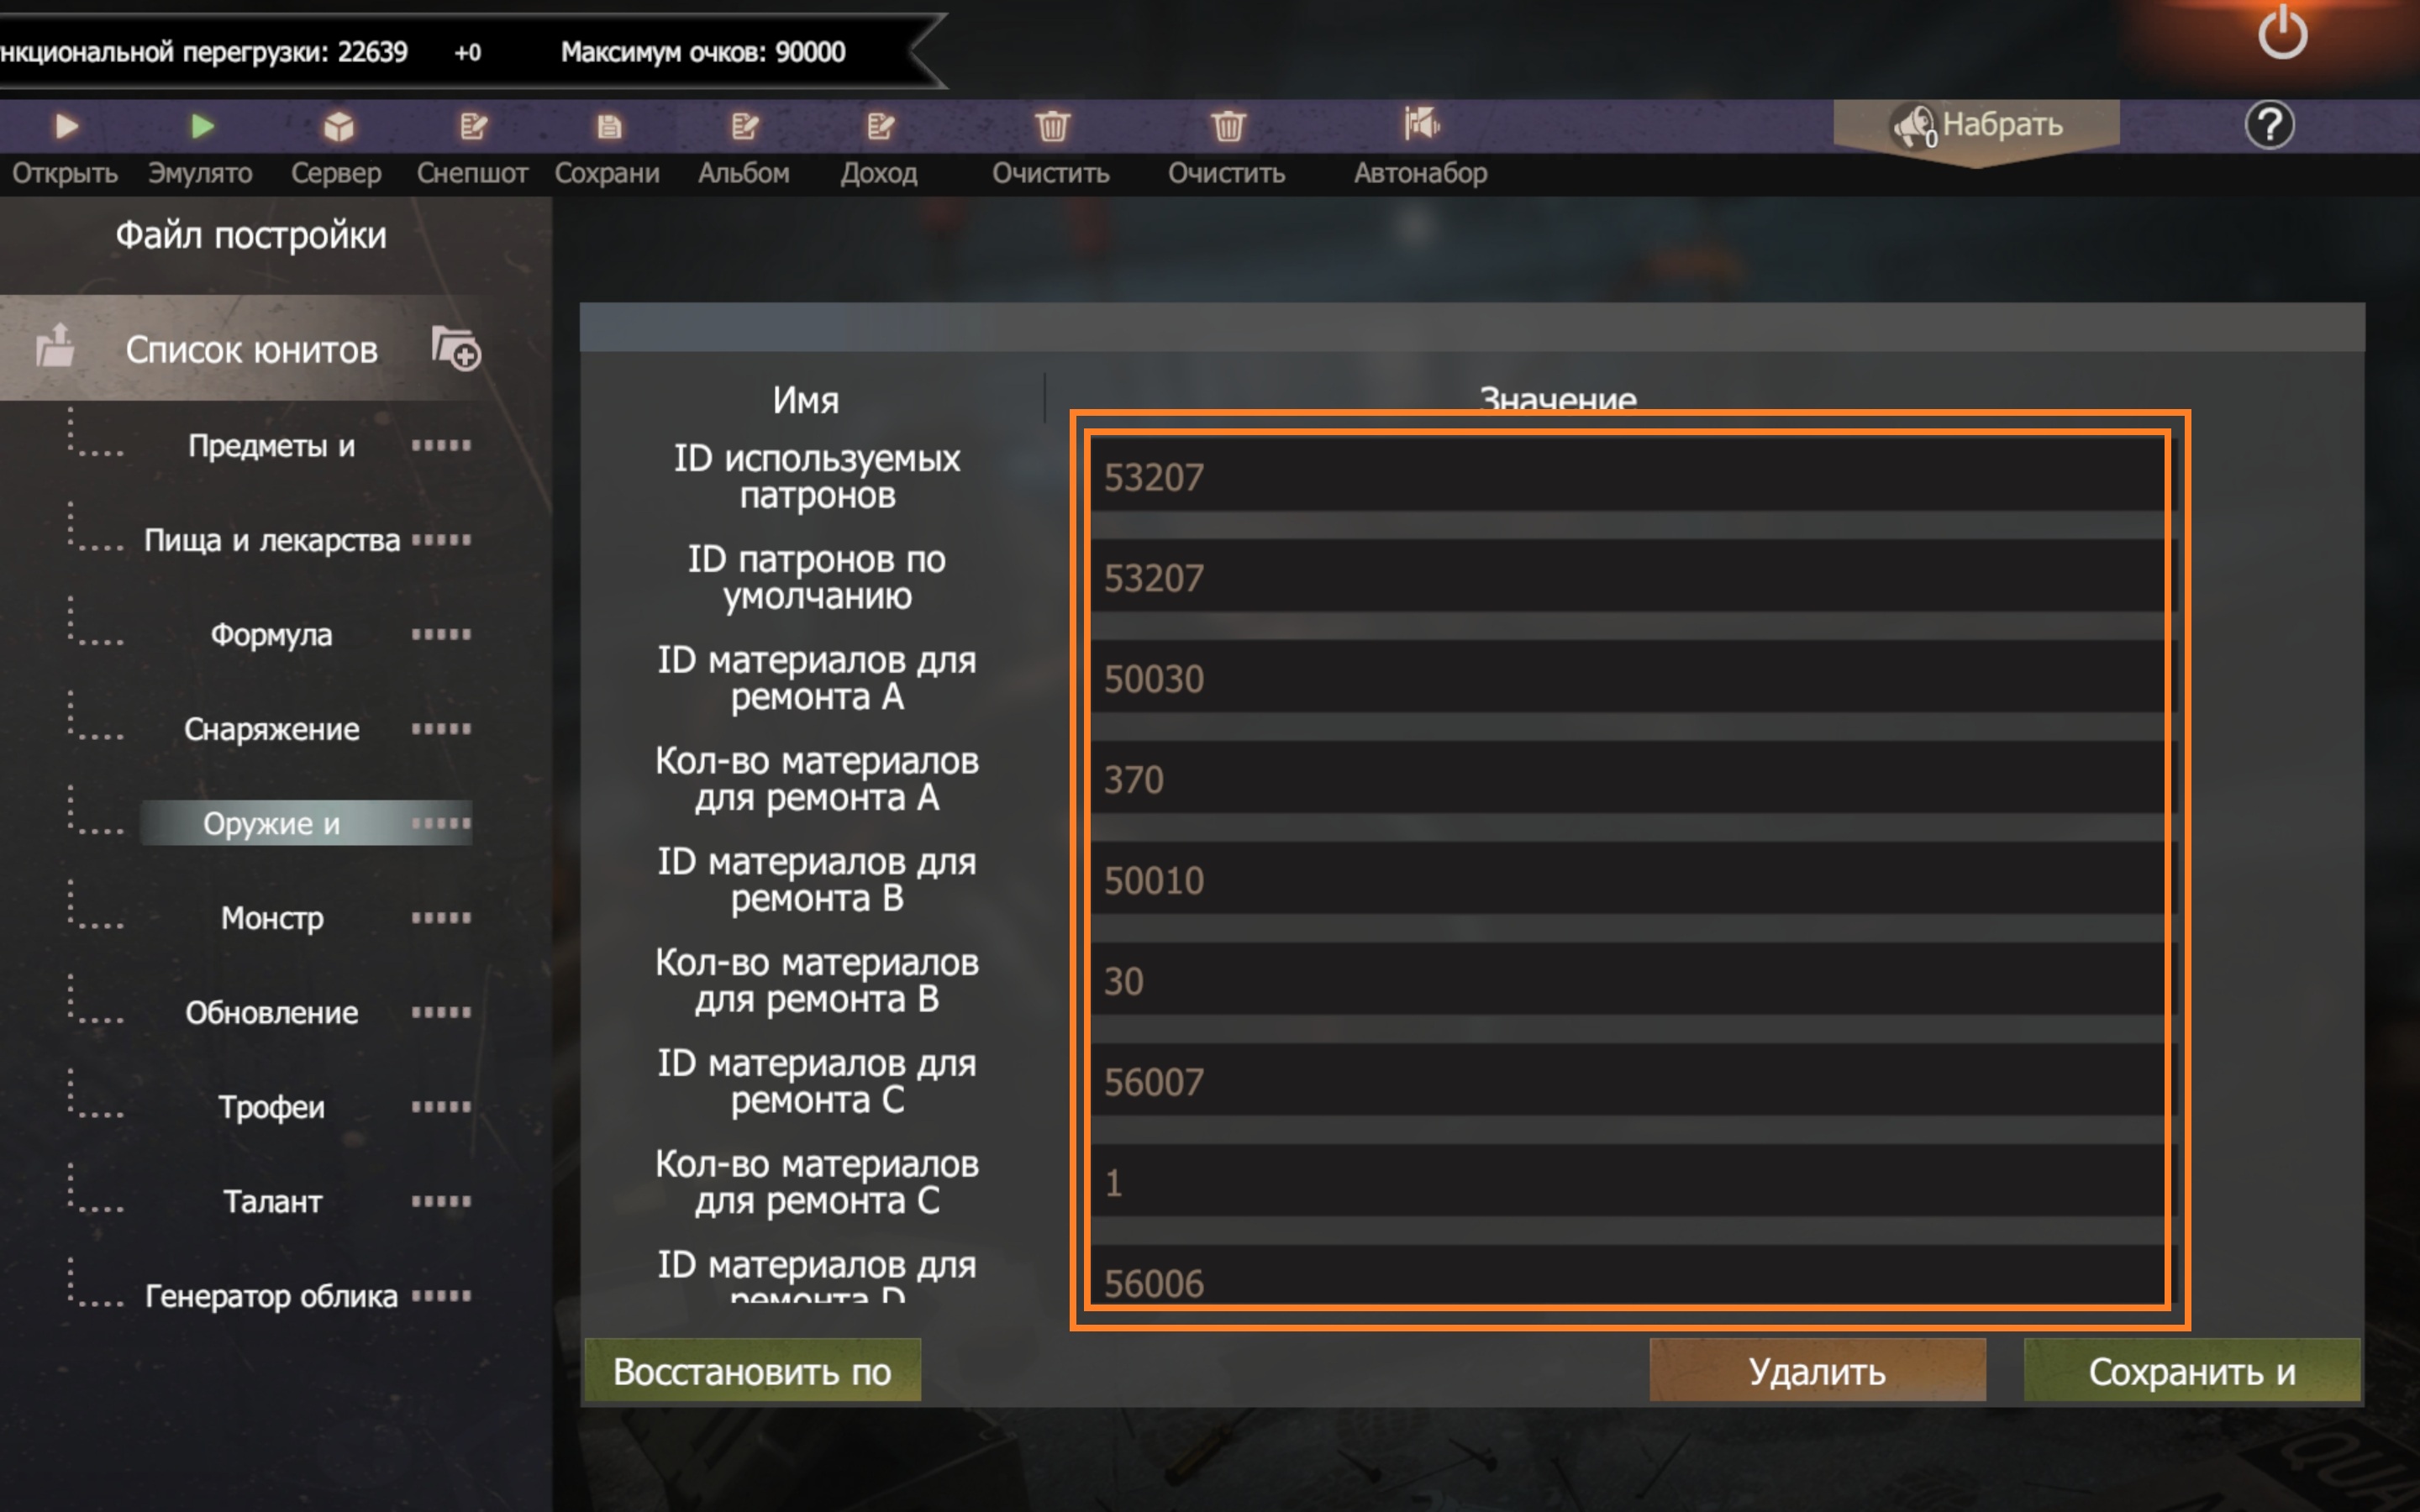 нкциональной перегрузки: 22639 +0 Максимум очков: 90000
0 Набрать ?
Открыть Эмулято Сервер Снепшот Сохрани Альбом Доход Очистить Очистить Автонабор
Файл постройки
Список юнитов
Предметы и
Пища и лекарства
Формула
Снаряжение
Оружие и
Монстр
Обновление
Трофеи
Талант
Генератор облика
Имя Значение
ID используемых
патронов
53207
ID патронов по
умолчанию
53207
ID материалов для
ремонта A
50030
Кол-во материалов
для ремонта A
370
ID материалов для
ремонта B
50010
Кол-во материалов
для ремонта B
30
ID материалов для
ремонта C
56007
Кол-во материалов
для ремонта C
1
ID материалов для
ремонта D
56006
Восстановить по Удалить Сохранить и
QUA